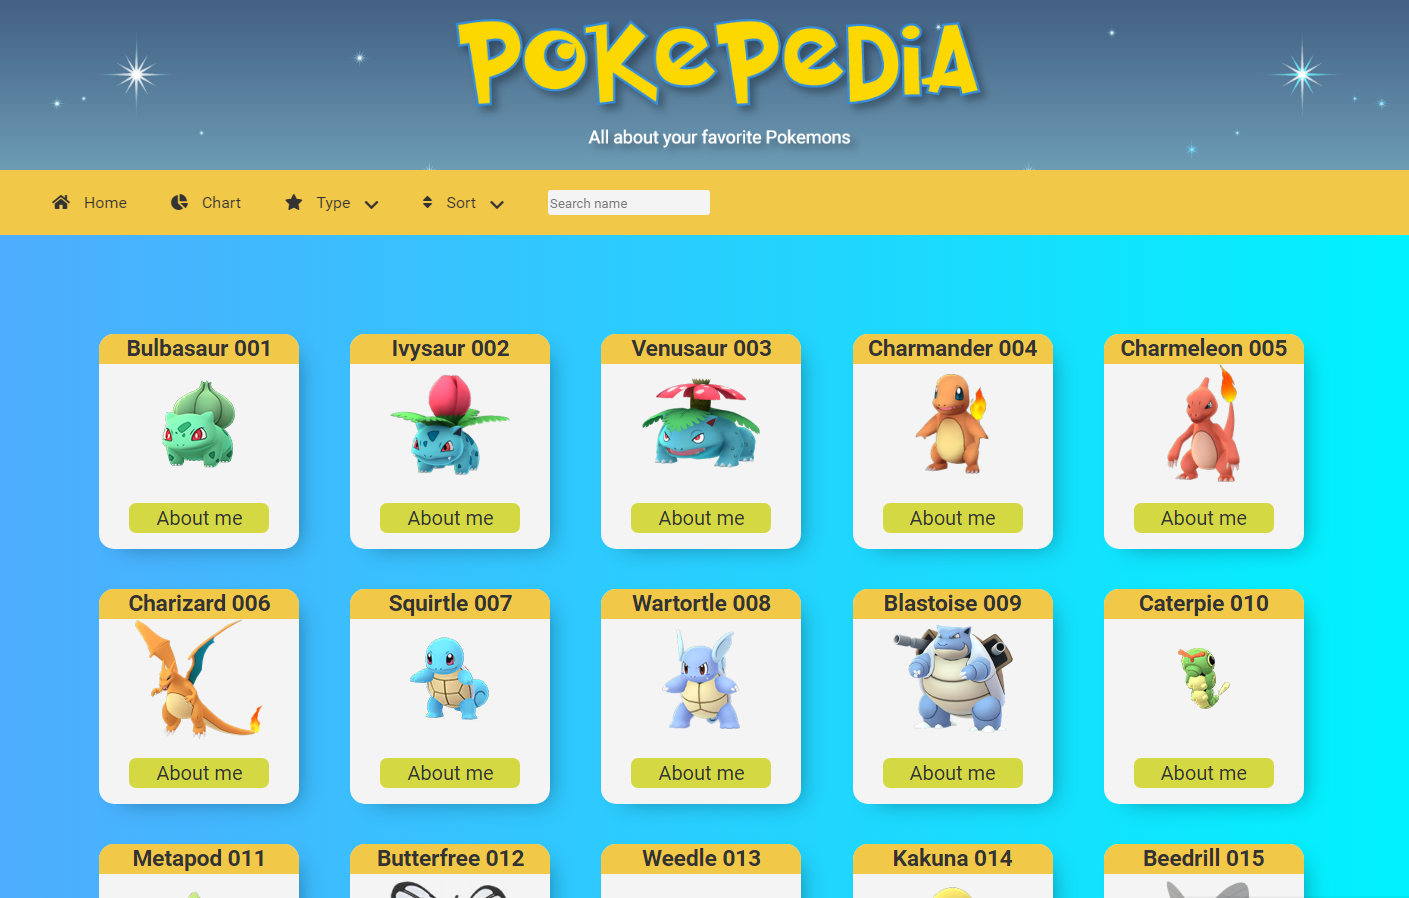 POKEPEDiA
All about your favorite Pokemons
Home Chart Type Sort Search name
Bulbasaur 001 Ivysaur 002 Venusaur 003 Charmander 004 Charmeleon 005
About me About me About me About me About me
Charizard 006 Squirtle 007 Wartortle 008 Blastoise 009 Caterpie 010
About me About me About me About me About me
Metapod 011 Butterfree 012 Weedle 013 Kakuna 014 Beedrill 015